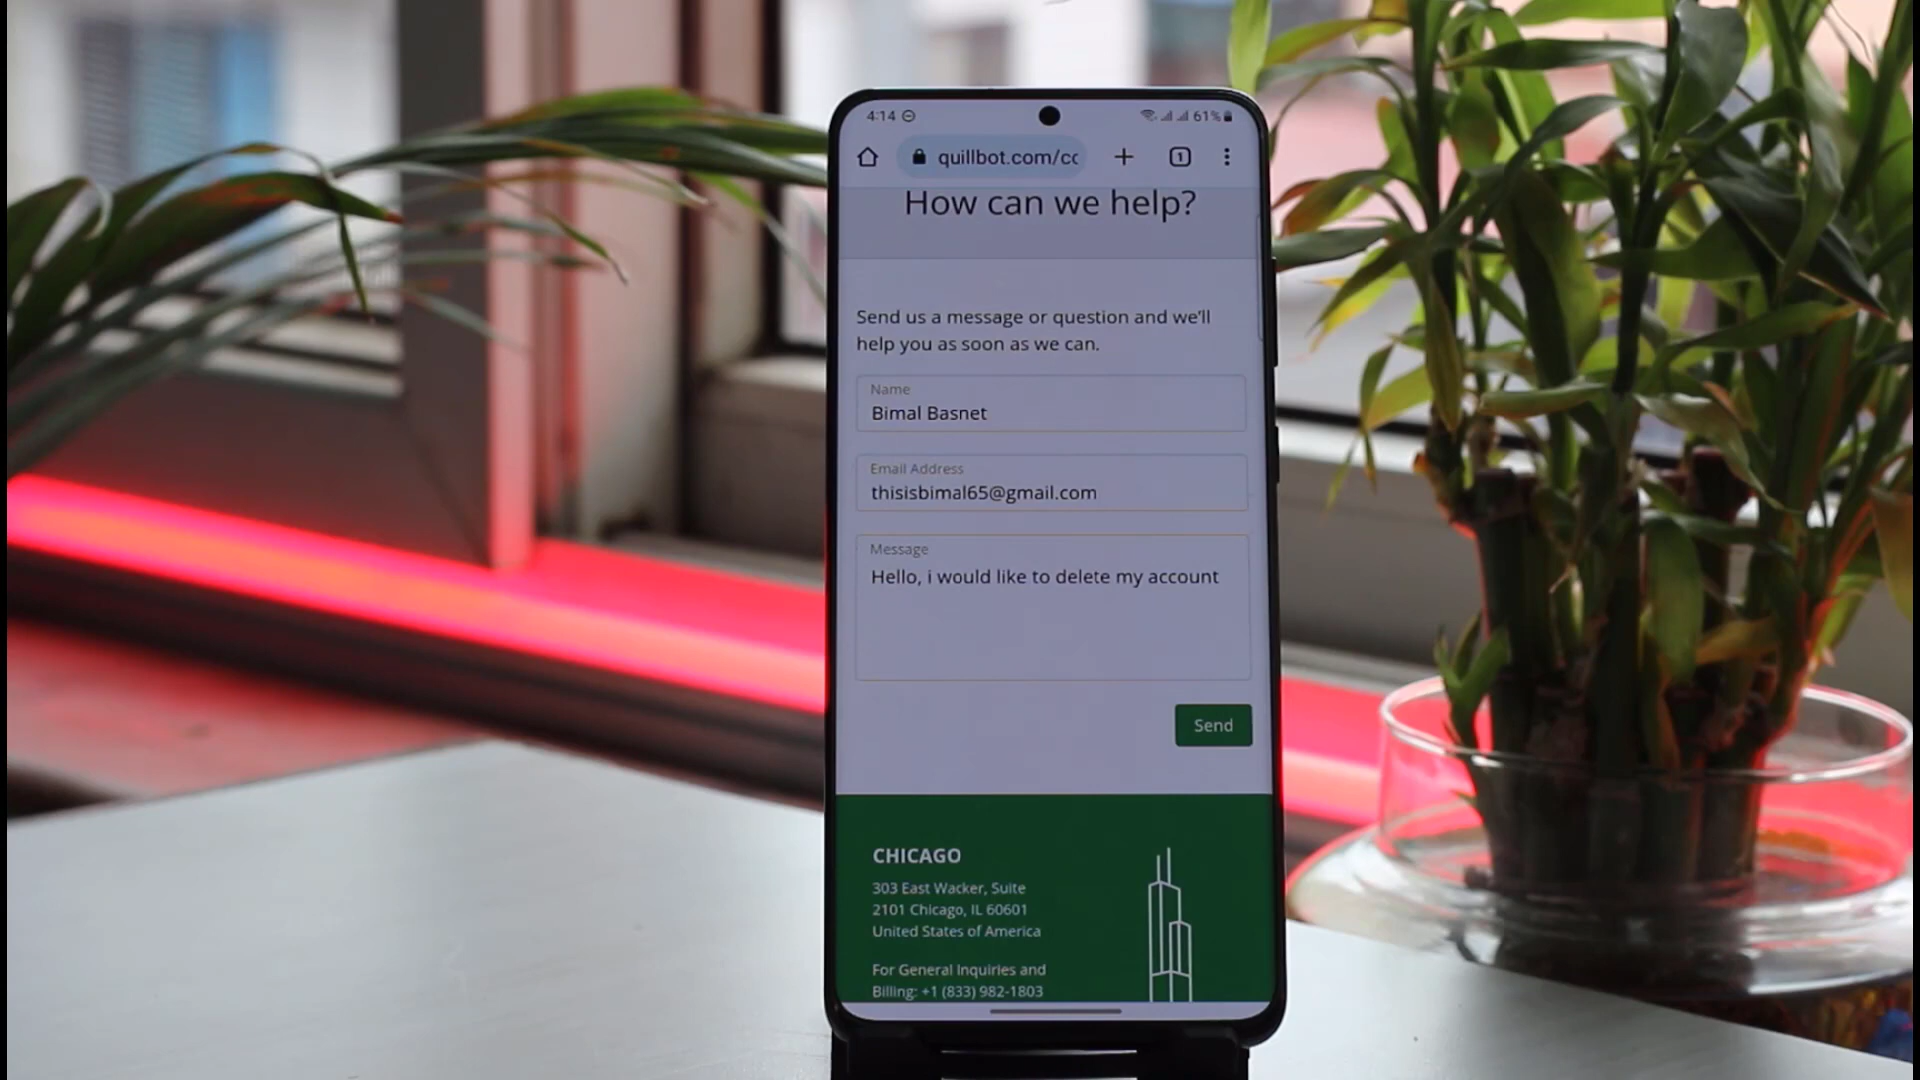 4:14
61%
quillbot.com/cc
1
How can we help?
Send us a message or question and we'll
help you as soon as we can.
Name
Bimal Basnet
Email Address
thisisbimal65@gmail.com
Message
Hello, i would like to delete my account
Send
CHICAGO
303 East Wacker, Suite
2101 Chicago, IL 60601
United States of America
For General Inquiries and
Billing: +1 (833) 982-1803